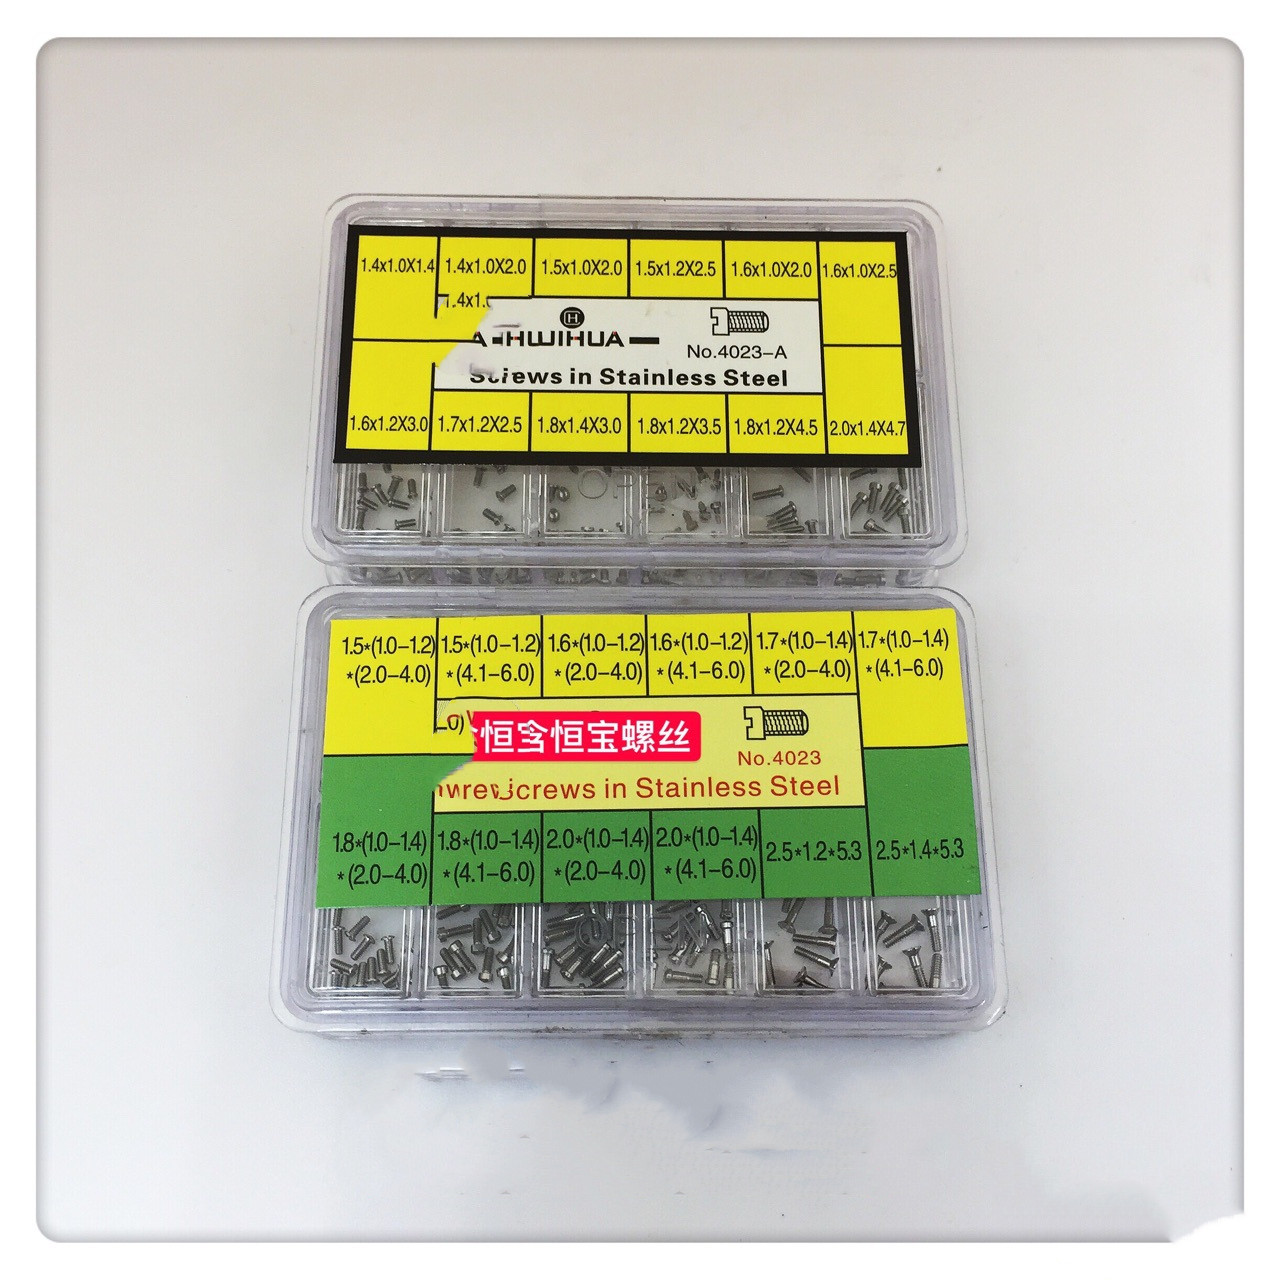 1.4x1.0X1.4 1.4x1.0X2.0 1.5x1.0X2.0 1.5x1.2X2.5 1.6x1.0X2.0 1.6x1.0X2.5
HWIHUA
No.4023-A
Screws in Stainless Steel
1.6x1.2X3.0 1.7x1.2X2.5 1.8x1.4X3.0 1.8x1.2X3.5 1.8x1.2X4.5 2.0x1.4X4.7
OPEN
1.5*(1.0-1.2) 1.5*(1.0-1.2) 1.6*(1.0-1.2) 1.6*(1.0-1.2) 1.7*(1.0-1.4) 1.7*(1.0-1.4)
*(2.0-4.0) *(4.1-6.0) *(2.0-4.0) *(4.1-6.0) *(2.0-4.0) *(4.1-6.0)
恒含恒宝螺丝
No.4023
Screws in Stainless Steel
1.8*(1.0-1.4) 1.8*(1.0-1.4) 2.0*(1.0-1.4) 2.0*(1.0-1.4) 2.5*1.2*5.3 2.5*1.4*5.3
*(2.0-4.0) *(4.1-6.0) *(2.0-4.0) *(4.1-6.0)
OPEN